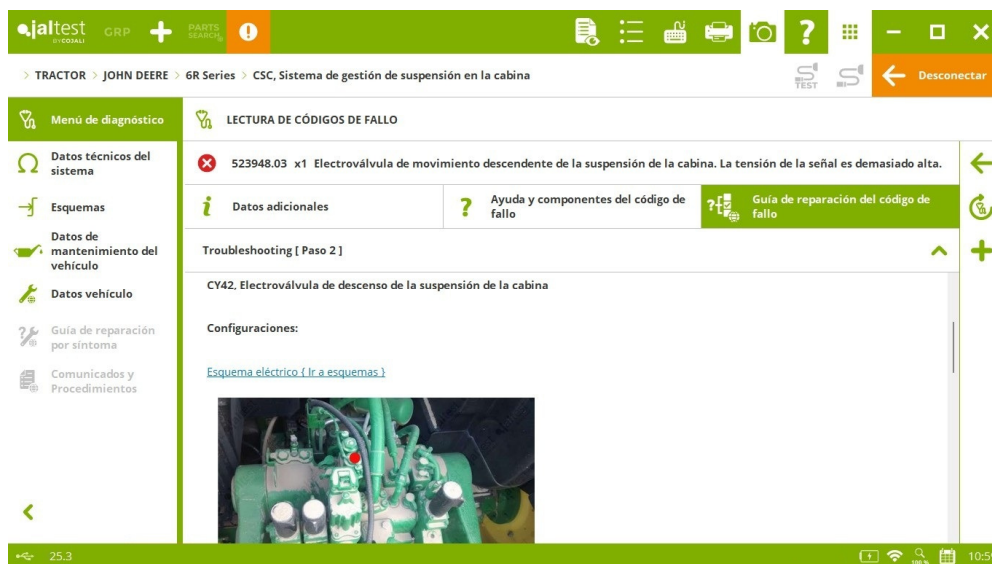 jaltest GRP PARTS SEARCH
BY COJALI
> TRACTOR > JOHN DEERE > 6R Series > CSC, Sistema de gestión de suspensión en la cabina
TEST
Desconectar
Menú de diagnóstico
Datos técnicos del
sistema
Esquemas
Datos de
mantenimiento del
vehículo
Datos vehículo
Guía de reparación
por síntoma
Comunicados y
Procedimientos
LECTURA DE CÓDIGOS DE FALLO
523948.03 x1 Electroválvula de movimiento descendente de la suspensión de la cabina. La tensión de la señal es demasiado alta.
Datos adicionales
Ayuda y componentes del código de
fallo
Guía de reparación del código de
fallo
Troubleshooting [ Paso 2 ]
CY42, Electroválvula de descenso de la suspensión de la cabina
Configuraciones:
Esquema eléctrico { Ir a esquemas }
25.3
100 %
10:59